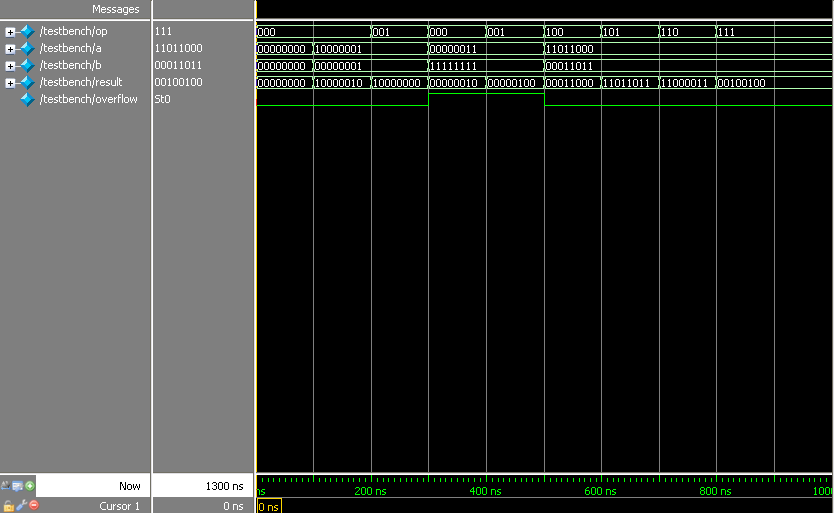 Messages
/testbench/op 111 000 001 000 001 100 101 110 111
/testbench/a 11011000 00000000 10000001 00000011 11011000
/testbench/b 00011011 00000000 00000001 11111111 00011011
/testbench/result 00100100 00000000 10000010 10000000 00000010 00000100 00011000 11011011 11000011 00100100
/testbench/overflow St0
Now 1300 ns ns 200 ns 400 ns 600 ns 800 ns 1000
Cursor 1 0 ns 0 ns